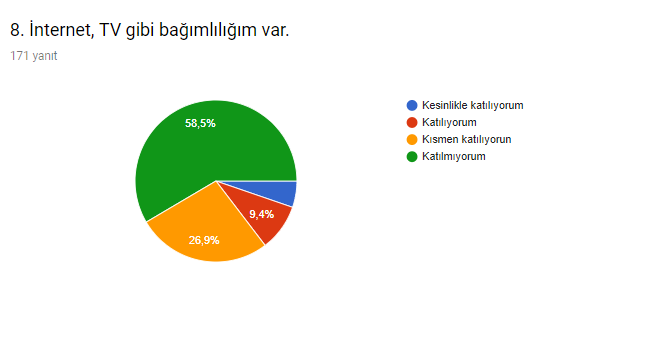 8. İnternet, TV gibi bağımlılığım var.
171 yanıt
58,5%
9,4%
26,9%
Kesinlikle katılıyorum
Katılıyorum
Kısmen katılıyorun
Katılmıyorum